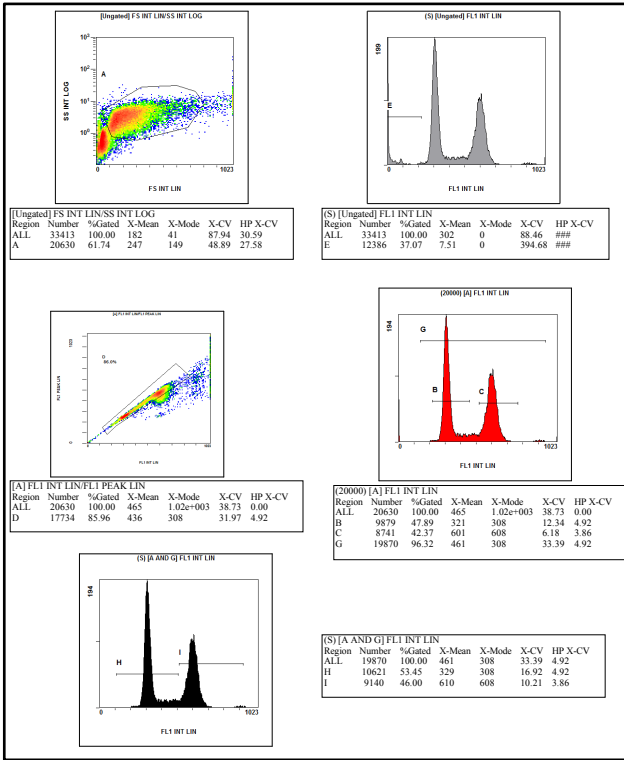 [Ungated] FS INT LIN/SS INT LOG
10³
10²
10¹
10⁰
A
SS INT LOG
0 1023
FS INT LIN
(S) [Ungated] FL1 INT LIN
199
E
0 1023
FL1 INT LIN
[Ungated] FS INT LIN/SS INT LOG
Region Number %Gated X-Mean X-Mode X-CV HP X-CV
ALL 33413 100.00 182 41 87.94 30.59
A 20630 61.74 247 149 48.89 27.58
(S) [Ungated] FL1 INT LIN
Region Number %Gated X-Mean X-Mode X-CV HP X-CV
ALL 33413 100.00 302 0 88.46 ###
E 12386 37.07 7.51 0 394.68 ###
[A] FL1 INT LIN/FL1 PEAK LIN
1023
D
86.0%
FL1 PEAK LIN
0
0 1023
FL1 INT LIN
(20000) [A] FL1 INT LIN
194
G
B
C
0 1023
FL1 INT LIN
[A] FL1 INT LIN/FL1 PEAK LIN
Region Number %Gated X-Mean X-Mode X-CV HP X-CV
ALL 20630 100.00 465 1.02e+003 38.73 0.00
D 17734 85.96 436 308 31.97 4.92
(20000) [A] FL1 INT LIN
Region Number %Gated X-Mean X-Mode X-CV HP X-CV
ALL 20630 100.00 465 1.02e+003 38.73 0.00
B 9879 47.89 321 308 12.34 4.92
C 8741 42.37 601 608 6.18 3.86
G 19870 96.32 461 308 33.39 4.92
(S) [A AND G] FL1 INT LIN
194
H
I
0 1023
FL1 INT LIN
(S) [A AND G] FL1 INT LIN
Region Number %Gated X-Mean X-Mode X-CV HP X-CV
ALL 19870 100.00 461 308 33.39 4.92
H 10621 53.45 329 308 16.92 4.92
I 9140 46.00 610 608 10.21 3.86